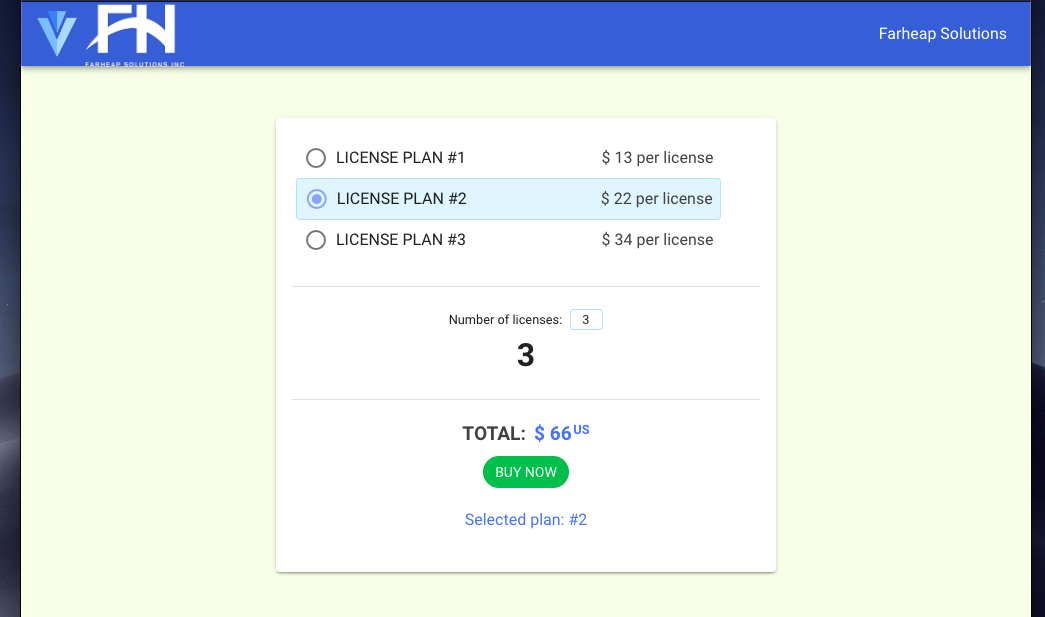 FN
FARHEAP SOLUTIONS INC
Farheap Solutions
LICENSE PLAN #1 $ 13 per license
LICENSE PLAN #2 $ 22 per license
LICENSE PLAN #3 $ 34 per license
Number of licenses: 3
3
TOTAL: $ 66 US
BUY NOW
Selected plan: #2